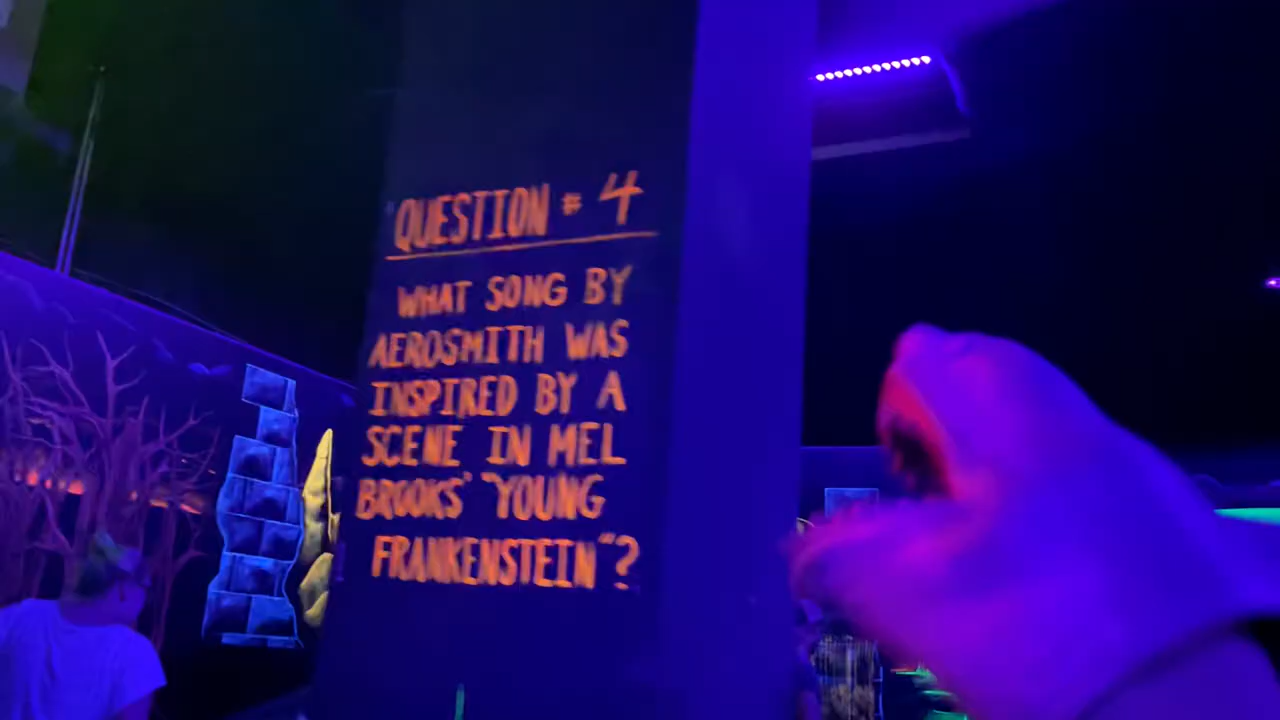 QUESTION # 4
WHAT SONG BY
AEROSMITH WAS
INSPIRED BY A
SCENE IN MEL
BROOKS' "YOUNG
FRANKENSTEIN"?